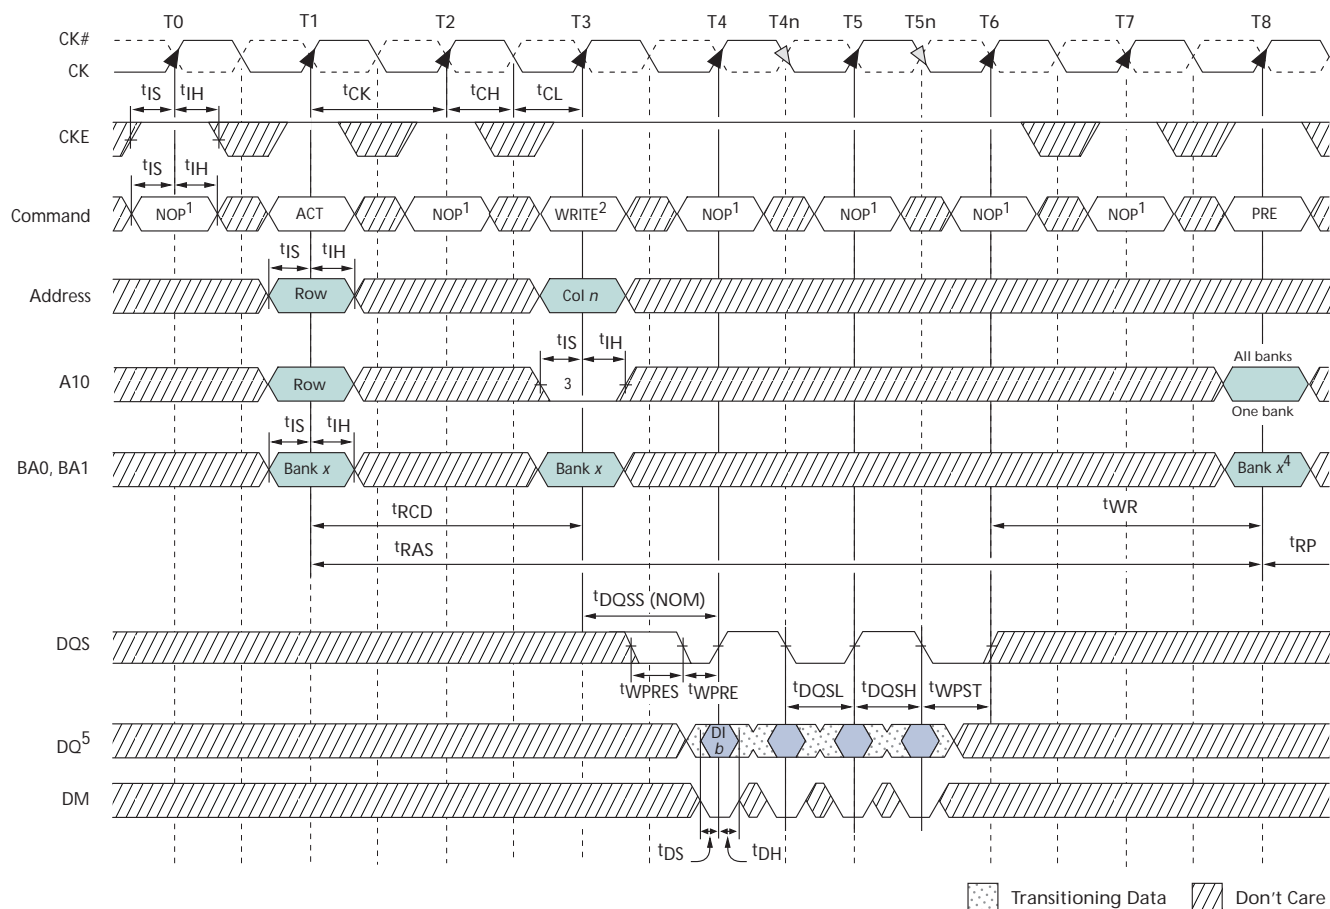 T0 T1 T2 T3 T4 T4n T5 T5n T6 T7 T8
CK#
CK
tIS tIH tCK tCH tCL
CKE
tIS tIH
Command NOP1 ACT NOP1 WRITE2 NOP1 NOP1 NOP1 NOP1 PRE
tIS tIH
Address Row Col n
tIS tIH
All banks
A10 Row 3
One bank
tIS tIH
BA0, BA1 Bank x Bank x Bank x4
tRCD tWR
tRAS tRP
tDQSS (NOM)
DQS
tWPRES tWPRE tDQSL tDQSH tWPST
DQ5 DI
b
DM
tDS tDH
Transitioning Data Don't Care